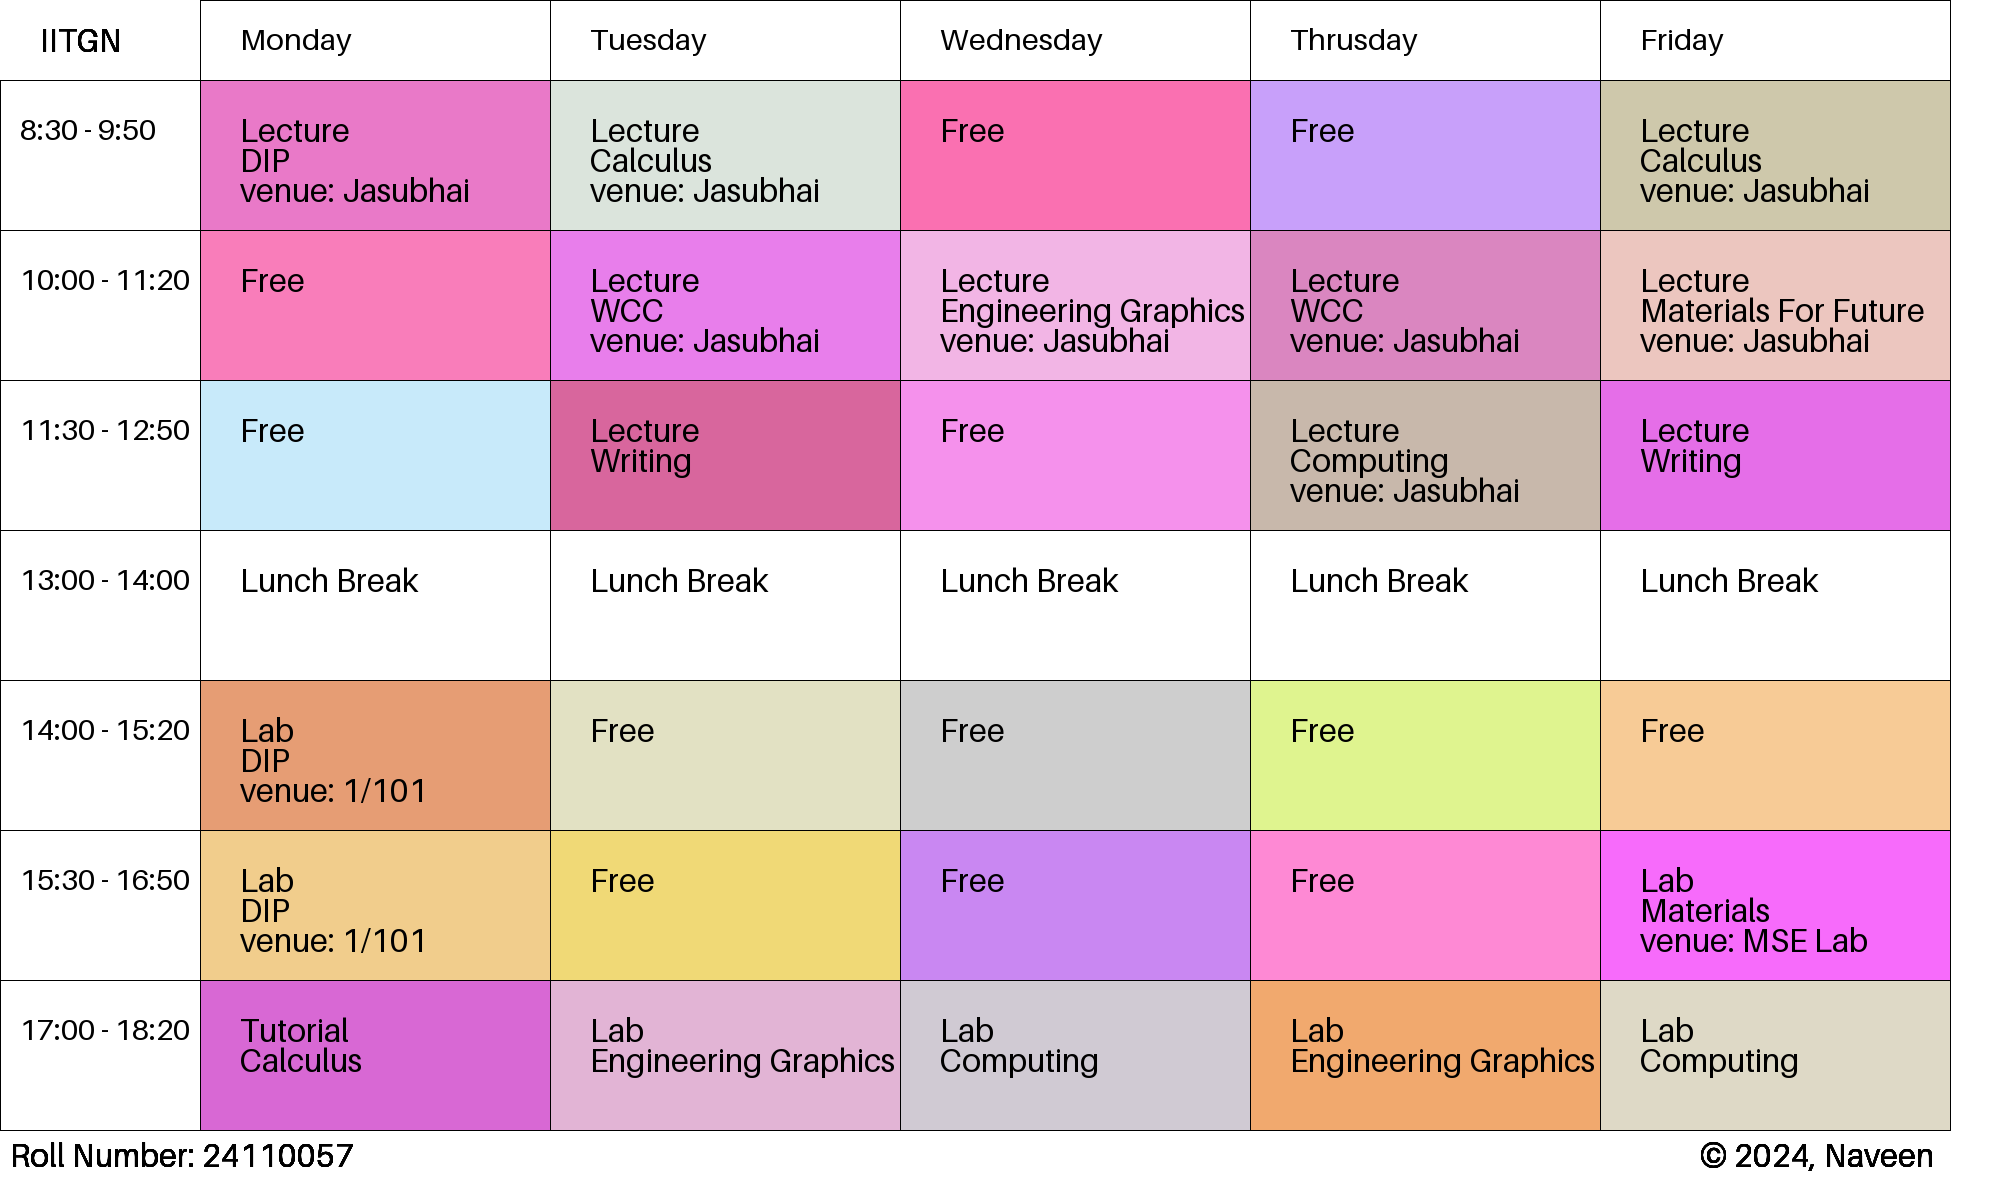 IITGN
Monday
Tuesday
Wednesday
Thrusday
Friday
8:30 - 9:50
Lecture
DIP
venue: Jasubhai
Lecture
Calculus
venue: Jasubhai
Free
Free
Lecture
Calculus
venue: Jasubhai
10:00 - 11:20
Free
Lecture
WCC
venue: Jasubhai
Lecture
Engineering Graphics
venue: Jasubhai
Lecture
WCC
venue: Jasubhai
Lecture
Materials For Future
venue: Jasubhai
11:30 - 12:50
Free
Lecture
Writing
Free
Lecture
Computing
venue: Jasubhai
Lecture
Writing
13:00 - 14:00
Lunch Break
Lunch Break
Lunch Break
Lunch Break
Lunch Break
14:00 - 15:20
Lab
DIP
venue: 1/101
Free
Free
Free
Free
15:30 - 16:50
Lab
DIP
venue: 1/101
Free
Free
Free
Lab
Materials
venue: MSE Lab
17:00 - 18:20
Tutorial
Calculus
Lab
Engineering Graphics
Lab
Computing
Lab
Engineering Graphics
Lab
Computing
Roll Number: 24110057
© 2024, Naveen